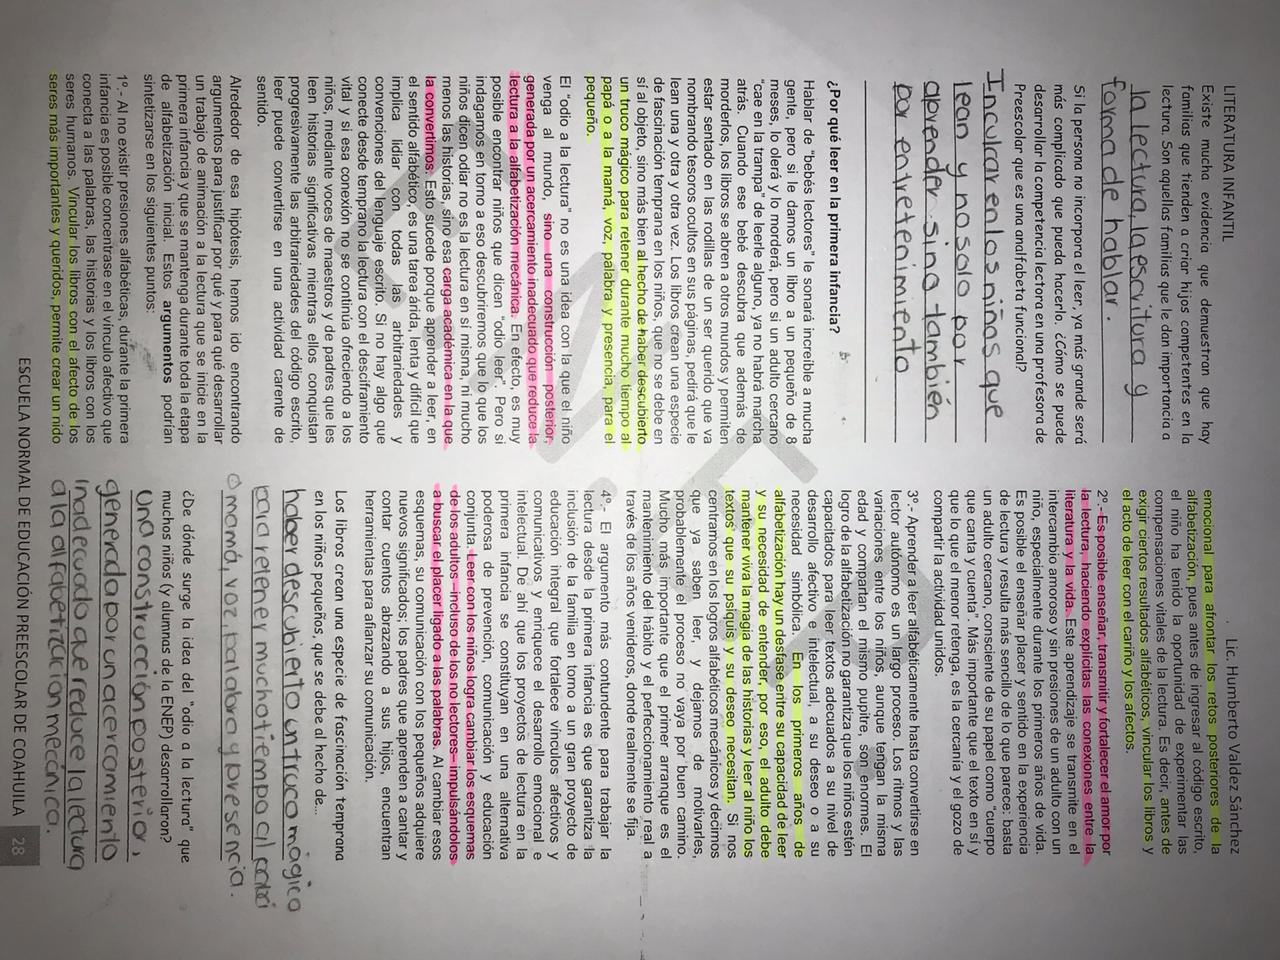 LITERATURA INFANTIL
Lic. Humberto Valdez Sánchez
Existe mucha evidencia que demuestran que hay
familias que tienden a criar hijos competentes en la
lectura. Son aquellas familias que le dan importancia a
la lectura, la escritura y
forma de hablar.
Si la persona no incorpora el leer, ya más grande será
más complicado que pueda hacerlo. ¿Cómo se puede
desarrollar la competencia lectora en una profesora de
Preescolar que es una analfabeta funcional?
Inculcar en los niñas que
lean y no solo por
aprender sino también
por entretenimiento
¿Por qué leer en la primera infancia?
Hablar de "bebés lectores" le sonará increíble a mucha
gente, pero si le damos un libro a un pequeño de 8
meses, lo olerá y lo morderá, pero si un adulto cercano
"cae en la trampa" de leerle alguno, ya no habrá marcha
atrás. Cuando ese bebé descubra que además de
morderlos, los libros se abren a otros mundos y permiten
estar sentado en las rodillas de un ser querido que va
nombrando tesoros ocultos en sus páginas, pedirá que le
lean una y otra vez. Los libros crean una especie
de fascinación temprana en los niños, que no se debe en
sí al objeto, sino más bien al hecho de haber descubierto
un truco mágico para retener durante mucho tiempo al
papá o a la mamá, voz, palabra y presencia, para el
pequeño.
El "odio a la lectura" no es una idea con la que el niño
venga al mundo, sino una construcción posterior,
generada por un acercamiento inadecuado que reduce la
lectura a la alfabetización mecánica. En efecto, es muy
posible encontrar niños que dicen "odio leer". Pero si
indagamos en torno a eso descubriremos que lo que los
niños dicen odiar no es la lectura en sí misma, ni mucho
menos las historias, sino esa carga académica en la que
la convertimos. Esto sucede porque aprender a leer, en
el sentido alfabético, es una tarea árida, lenta y difícil que
implica lidiar con todas las arbitrariedades y
convenciones del lenguaje escrito. Si no hay algo que
conecte desde temprano la lectura con el desciframiento
vital y si esa conexión no se continúa ofreciendo a los
niños, mediante voces de maestros y de padres que les
leen historias significativas mientras ellos conquistan
progresivamente las arbitrariedades del código escrito,
leer puede convertirse en una actividad carente de
sentido.
Alrededor de esa hipótesis, hemos ido encontrando
argumentos para justificar por qué y para qué desarrollar
un trabajo de animación a la lectura que se inicie en la
primera infancia y que se mantenga durante toda la etapa
de alfabetización inicial. Estos argumentos podrían
sintetizarse en los siguientes puntos:
1º.- Al no existir presiones alfabéticas, durante la primera
infancia es posible concentrarse en el vínculo afectivo que
conecta a las palabras, las historias y los libros con los
seres humanos. Vincular los libros con el afecto de los
seres más importantes y queridos, permite crear un nido
emocional para afrontar los retos posteriores de la
alfabetización, pues antes de ingresar al código escrito,
el niño ha tenido la oportunidad de experimentar las
compensaciones vitales de la lectura. Es decir, antes de
exigir ciertos resultados alfabéticos, vincular los libros y
el acto de leer con el cariño y los afectos.
2º.- Es posible enseñar, transmitir y fortalecer el amor por
la lectura, haciendo explícitas las conexiones entre la
literatura y la vida. Este aprendizaje se transmite en el
intercambio amoroso y sin presiones de un adulto con un
niño, especialmente durante los primeros años de vida.
Es posible el enseñar placer y sentido en la experiencia
de lectura y resulta más sencillo de lo que parece: basta
un adulto cercano, consciente de su papel como "cuerpo
que canta y cuenta". Más importante que el texto en sí y
que lo que el menor retenga, es la cercanía y el gozo de
compartir la actividad unidos.
3º.- Aprender a leer alfabéticamente hasta convertirse en
lector autónomo es un largo proceso. Los ritmos y las
variaciones entre los niños, aunque tengan la misma
edad y compartan el mismo pupitre, son enormes. El
logro de la alfabetización no garantiza que los niños estén
capacitados para leer textos adecuados a su nivel de
desarrollo afectivo e intelectual, a su deseo o a su
necesidad simbólica. En los primeros años de
alfabetización hay un desfase entre su capacidad de leer
y su necesidad de entender, por eso, el adulto debe
mantener viva la magia de las historias y leer al niño los
textos que su psiquis y su deseo necesitan. Si nos
centramos en los logros alfabéticos mecánicos y decimos
que ya saben leer, y dejamos de motivarles,
probablemente el proceso no vaya por buen camino.
Mucho más importante que el primer arranque es el
mantenimiento del hábito y el perfeccionamiento real a
través de los años venideros, donde realmente se fija.
4º.- El argumento más contundente para trabajar la
lectura desde la primera infancia es que garantiza la
inclusión de la familia en torno a un gran proyecto de
educación integral que fortalece vínculos afectivos y
comunicativos y enriquece el desarrollo emocional e
intelectual. De ahí que los proyectos de lectura en la
primera infancia se constituyan en una alternativa
poderosa de prevención, comunicación y educación
conjunta. Leer con los niños logra cambiar los esquemas
de los adultos –incluso de los no lectores– impulsándolos
a buscar el placer ligado a las palabras. Al cambiar esos
esquemas, su comunicación con los pequeños adquiere
nuevos significados; los padres que aprenden a cantar y
contar cuentos abrazando a sus hijos, encuentran
herramientas para afianzar su comunicación.
Los libros crean una especie de fascinación temprana
en los niños pequeños, que se debe al hecho de...
haber descubierto un truco mágico
para retener mucho tiempo al papá
o mamá, voz, palabra y presencia.
¿De dónde surge la idea del "odio a la lectura" que
muchos niños (y alumnos de la ENEP) desarrollaron?
Una construcción posterior,
generada por un acercamiento
inadecuado que reduce la lectura
a la alfabetización mecánica.
ESCUELA NORMAL DE EDUCACIÓN PREESCOLAR DE COAHUILA 28